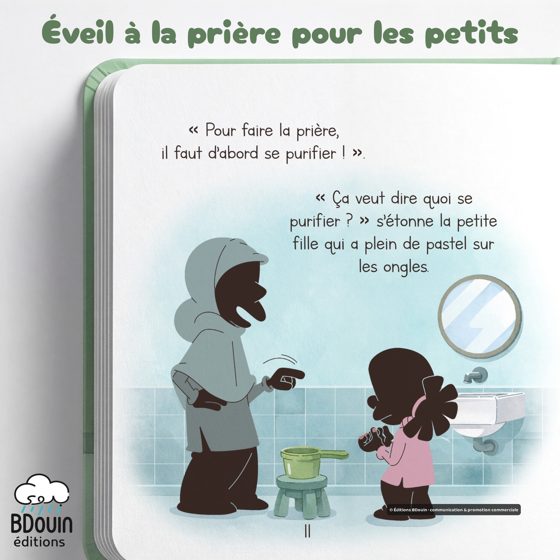 Éveil à la prière pour les petits
« Pour faire la prière,
il faut d'abord se purifier ! ».
« Ça veut dire quoi se
purifier ? » s'étonne la petite
fille qui a plein de pastel sur
les ongles.
© Éditions BDouin - communication & promotion commerciale
11
BDouin
éditions